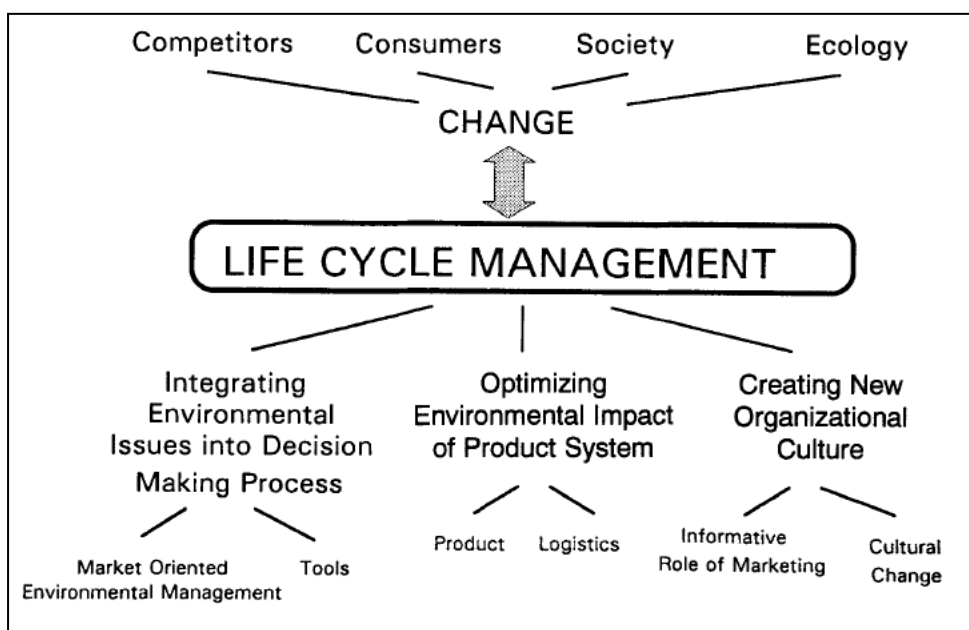 Competitors
Consumers
Society
Ecology
CHANGE
LIFE CYCLE MANAGEMENT
Integrating
Environmental
Issues into Decision
Making Process
Optimizing
Environmental Impact
of Product System
Creating New
Organizational
Culture
Market Oriented
Environmental Management
Tools
Product
Logistics
Informative
Role of Marketing
Cultural
Change